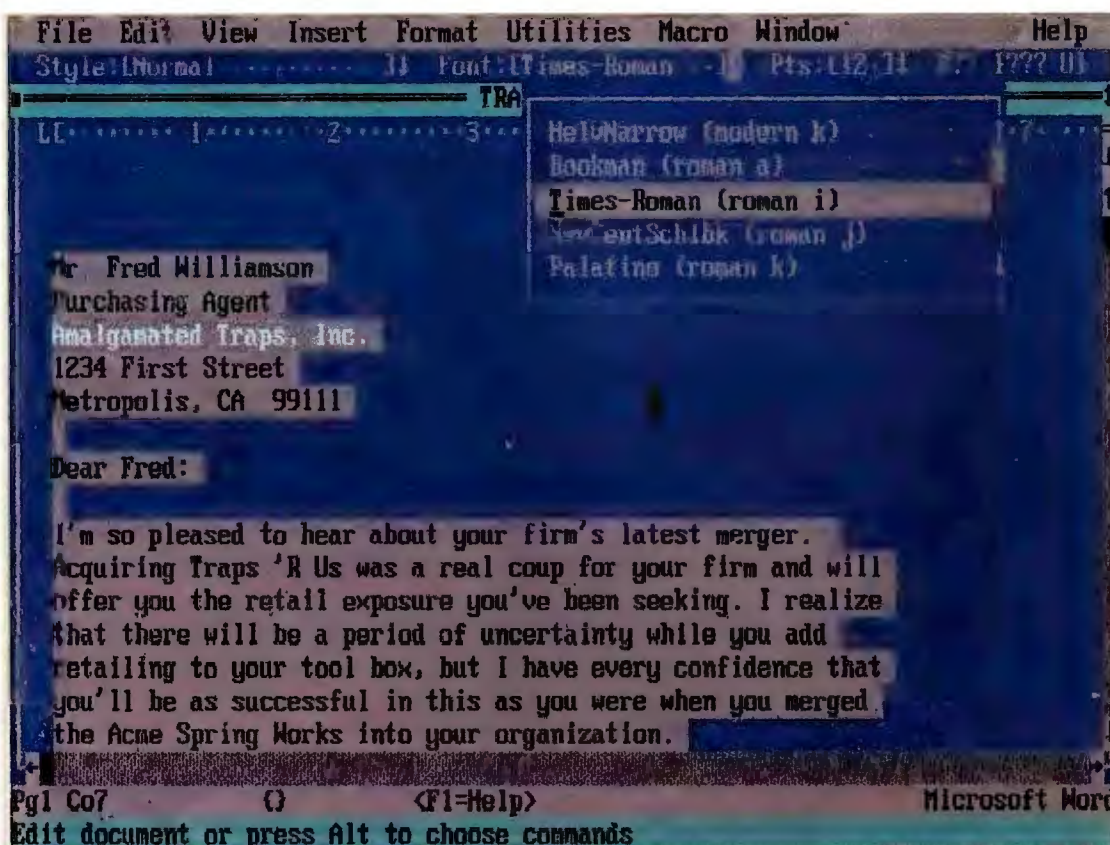 File Edit View Insert Format Utilities Macro Window Help
Style:[Normal ]↓ Font:[Times-Roman ] Pts:[12 ]↓
TRA
L[ 1 2 3 7
HelvNarrow (modern k)
Bookman (roman a)
Times-Roman (roman i)
NewCentSchlbk (roman j)
Palatino (roman k)
Mr Fred Williamson
Purchasing Agent
Amalgamated Traps, Inc.
1234 First Street
Metropolis, CA 99111
Dear Fred:
I'm so pleased to hear about your firm's latest merger.
Acquiring Traps 'R Us was a real coup for your firm and will
offer you the retail exposure you've been seeking. I realize
that there will be a period of uncertainty while you add
retailing to your tool box, but I have every confidence that
you'll be as successful in this as you were when you merged
the Acme Spring Works into your organization.
Pg1 Co7 {} <F1=Help> Microsoft Word
Edit document or press Alt to choose commands